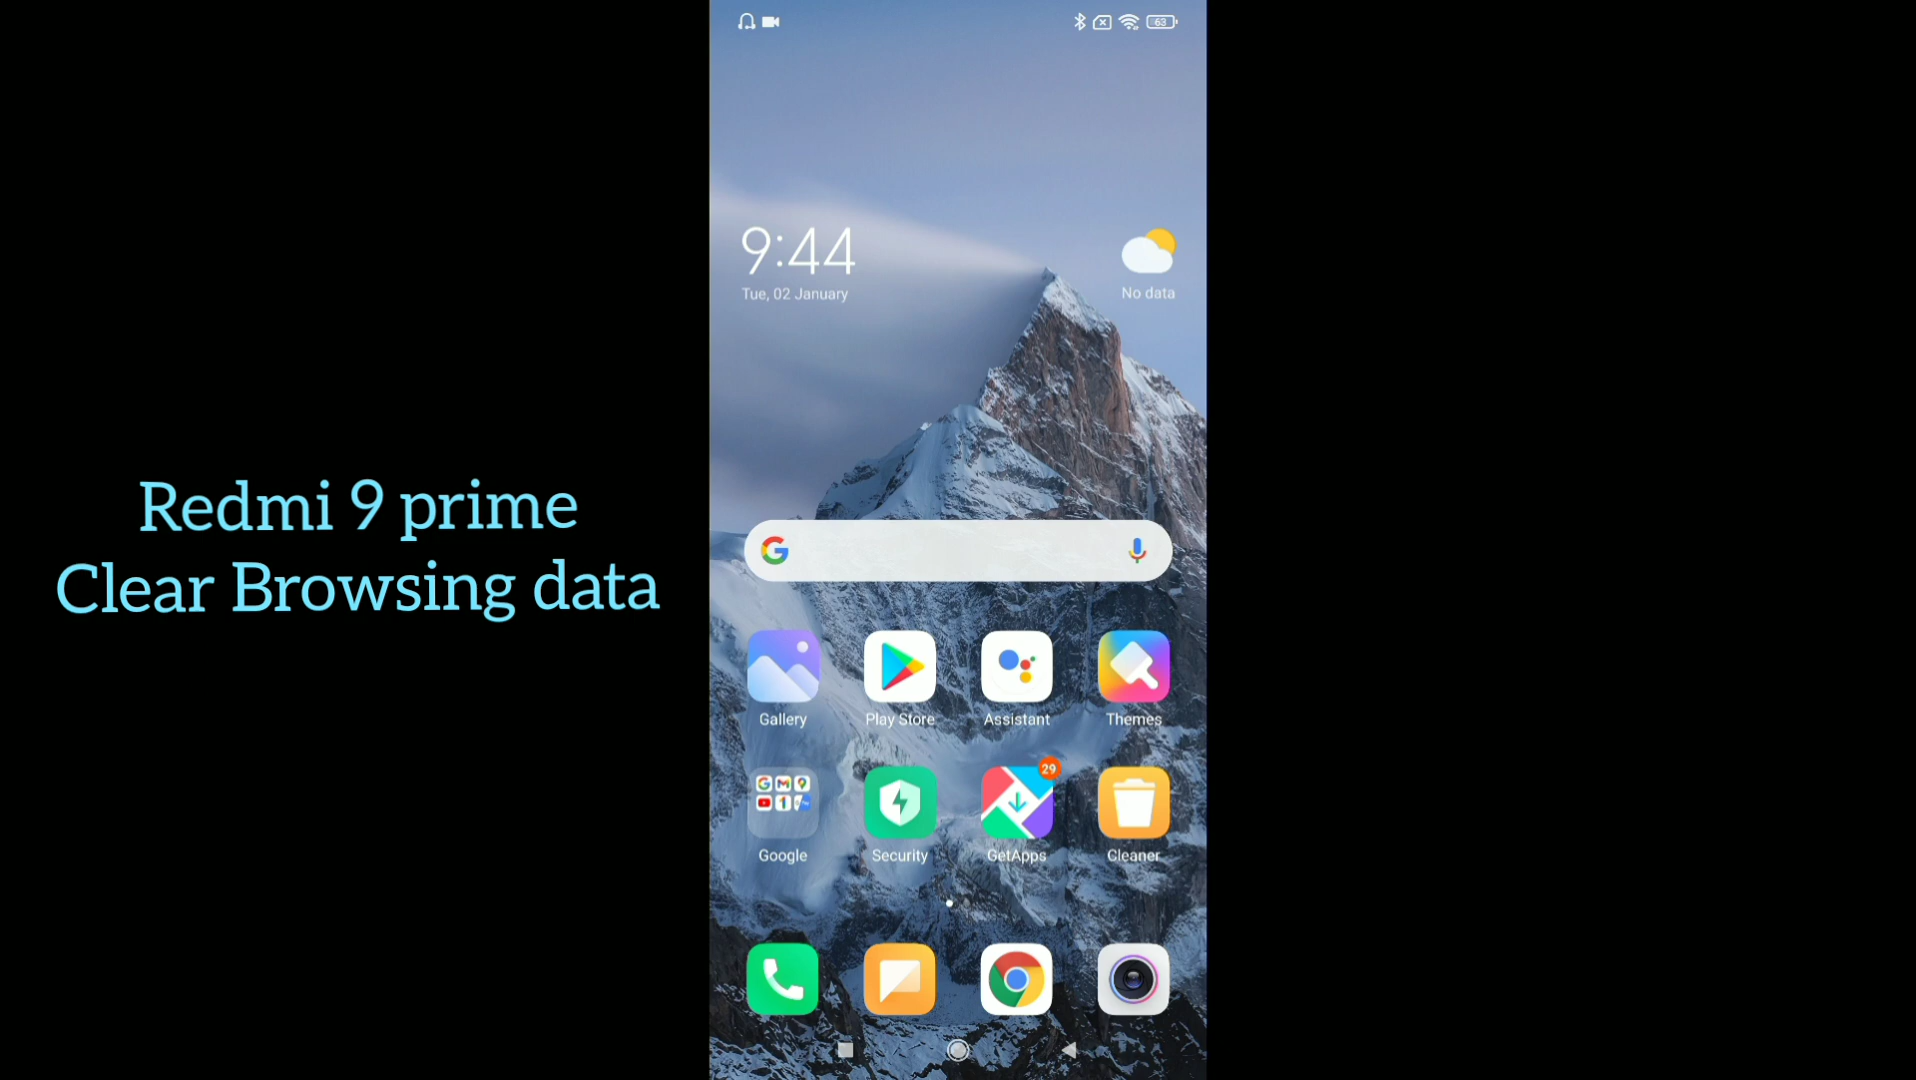 63
9:44
Tue, 02 January
No data
Redmi 9 prime
Clear Browsing data
Gallery
Play Store
Assistant
Themes
29
Google
Security
GetApps
Cleaner